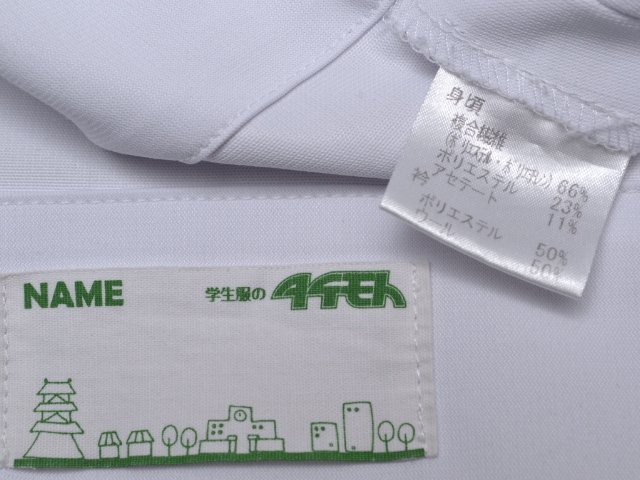 身頃
複合繊維
(ポリエステル・ポリエチレン) 66%
ポリエステル 23%
アセテート 11%
衿
ポリエステル 50%
ウール 50%
NAME
学生服の